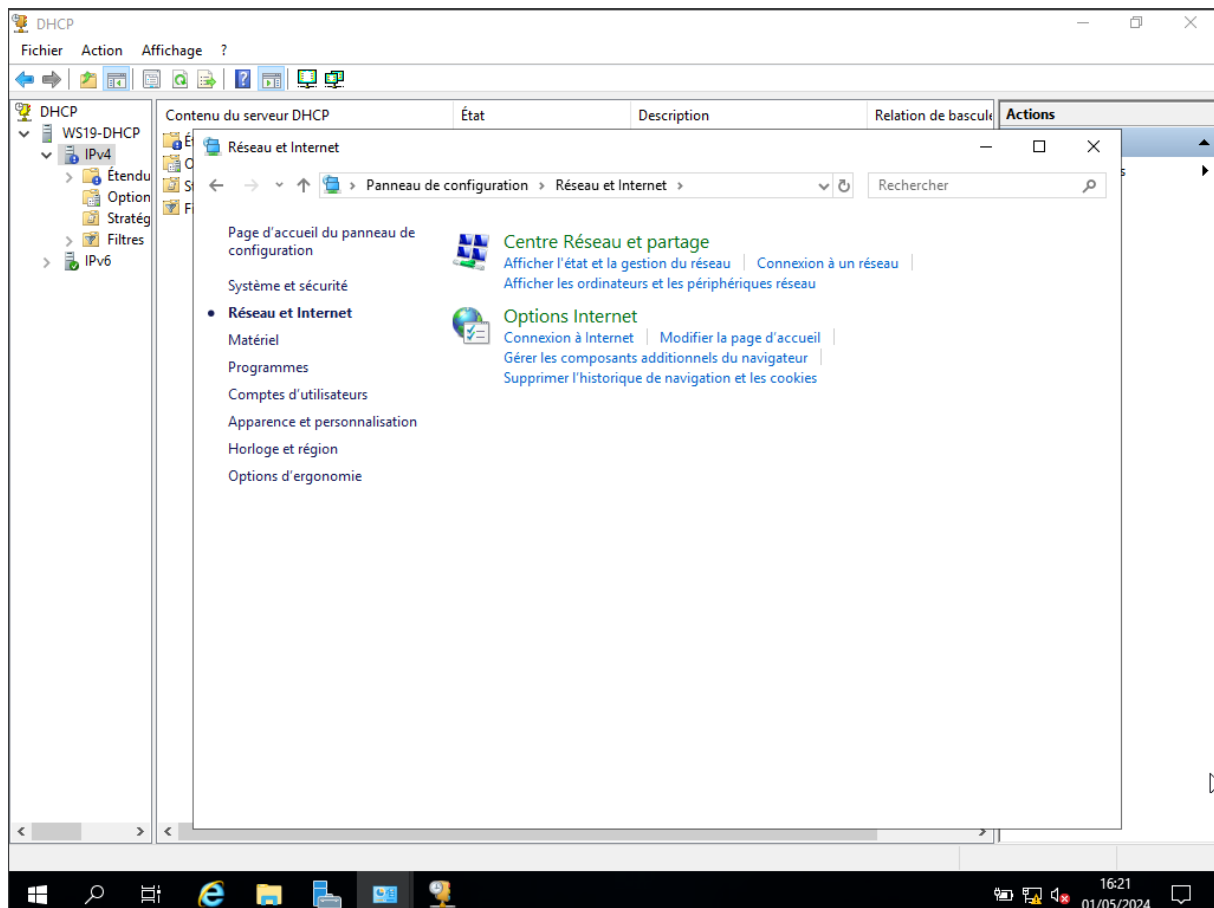 DHCP
Fichier Action Affichage ?
DHCP
WS19-DHCP
IPv4
Étendu
Option
Stratég
Filtres
IPv6
Contenu du serveur DHCP État Description Relation de bascule
Actions
Réseau et Internet
Panneau de configuration > Réseau et Internet >
Rechercher
Page d'accueil du panneau de
configuration
Système et sécurité
• Réseau et Internet
Matériel
Programmes
Comptes d'utilisateurs
Apparence et personnalisation
Horloge et région
Options d'ergonomie
Centre Réseau et partage
Afficher l'état et la gestion du réseau | Connexion à un réseau
Afficher les ordinateurs et les périphériques réseau
Options Internet
Connexion à Internet | Modifier la page d'accueil
Gérer les composants additionnels du navigateur
Supprimer l'historique de navigation et les cookies
16:21
01/05/2024